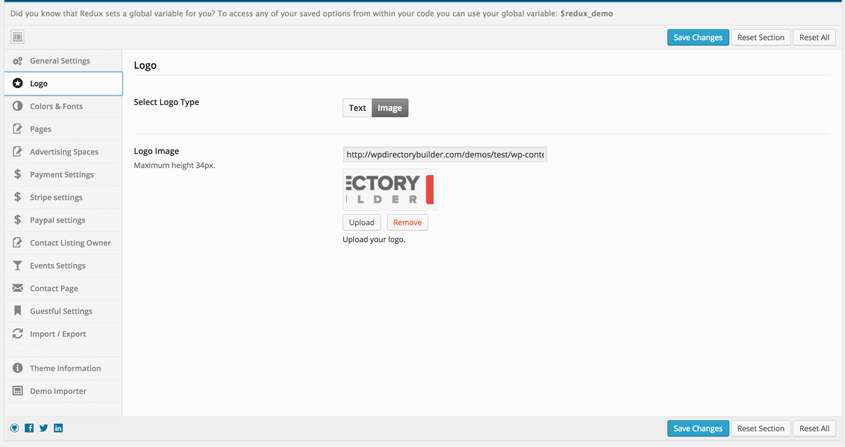 Did you know that Redux sets a global variable for you? To access any of your saved options from within your code you can use your global variable: $redux_demo
Save Changes
Reset Section
Reset All
General Settings
Logo
Colors & Fonts
Pages
Advertising Spaces
Payment Settings
Stripe settings
Paypal settings
Contact Listing Owner
Events Settings
Contact Page
Guestful Settings
Import / Export
Theme Information
Demo Importer
Logo
Select Logo Type
Text
Image
Logo Image
Maximum height 34px.
http://wpdirectorybuilder.com/demos/test/wp-conte
ECTORY
ILDER
Upload
Remove
Upload your logo.
Save Changes
Reset Section
Reset All